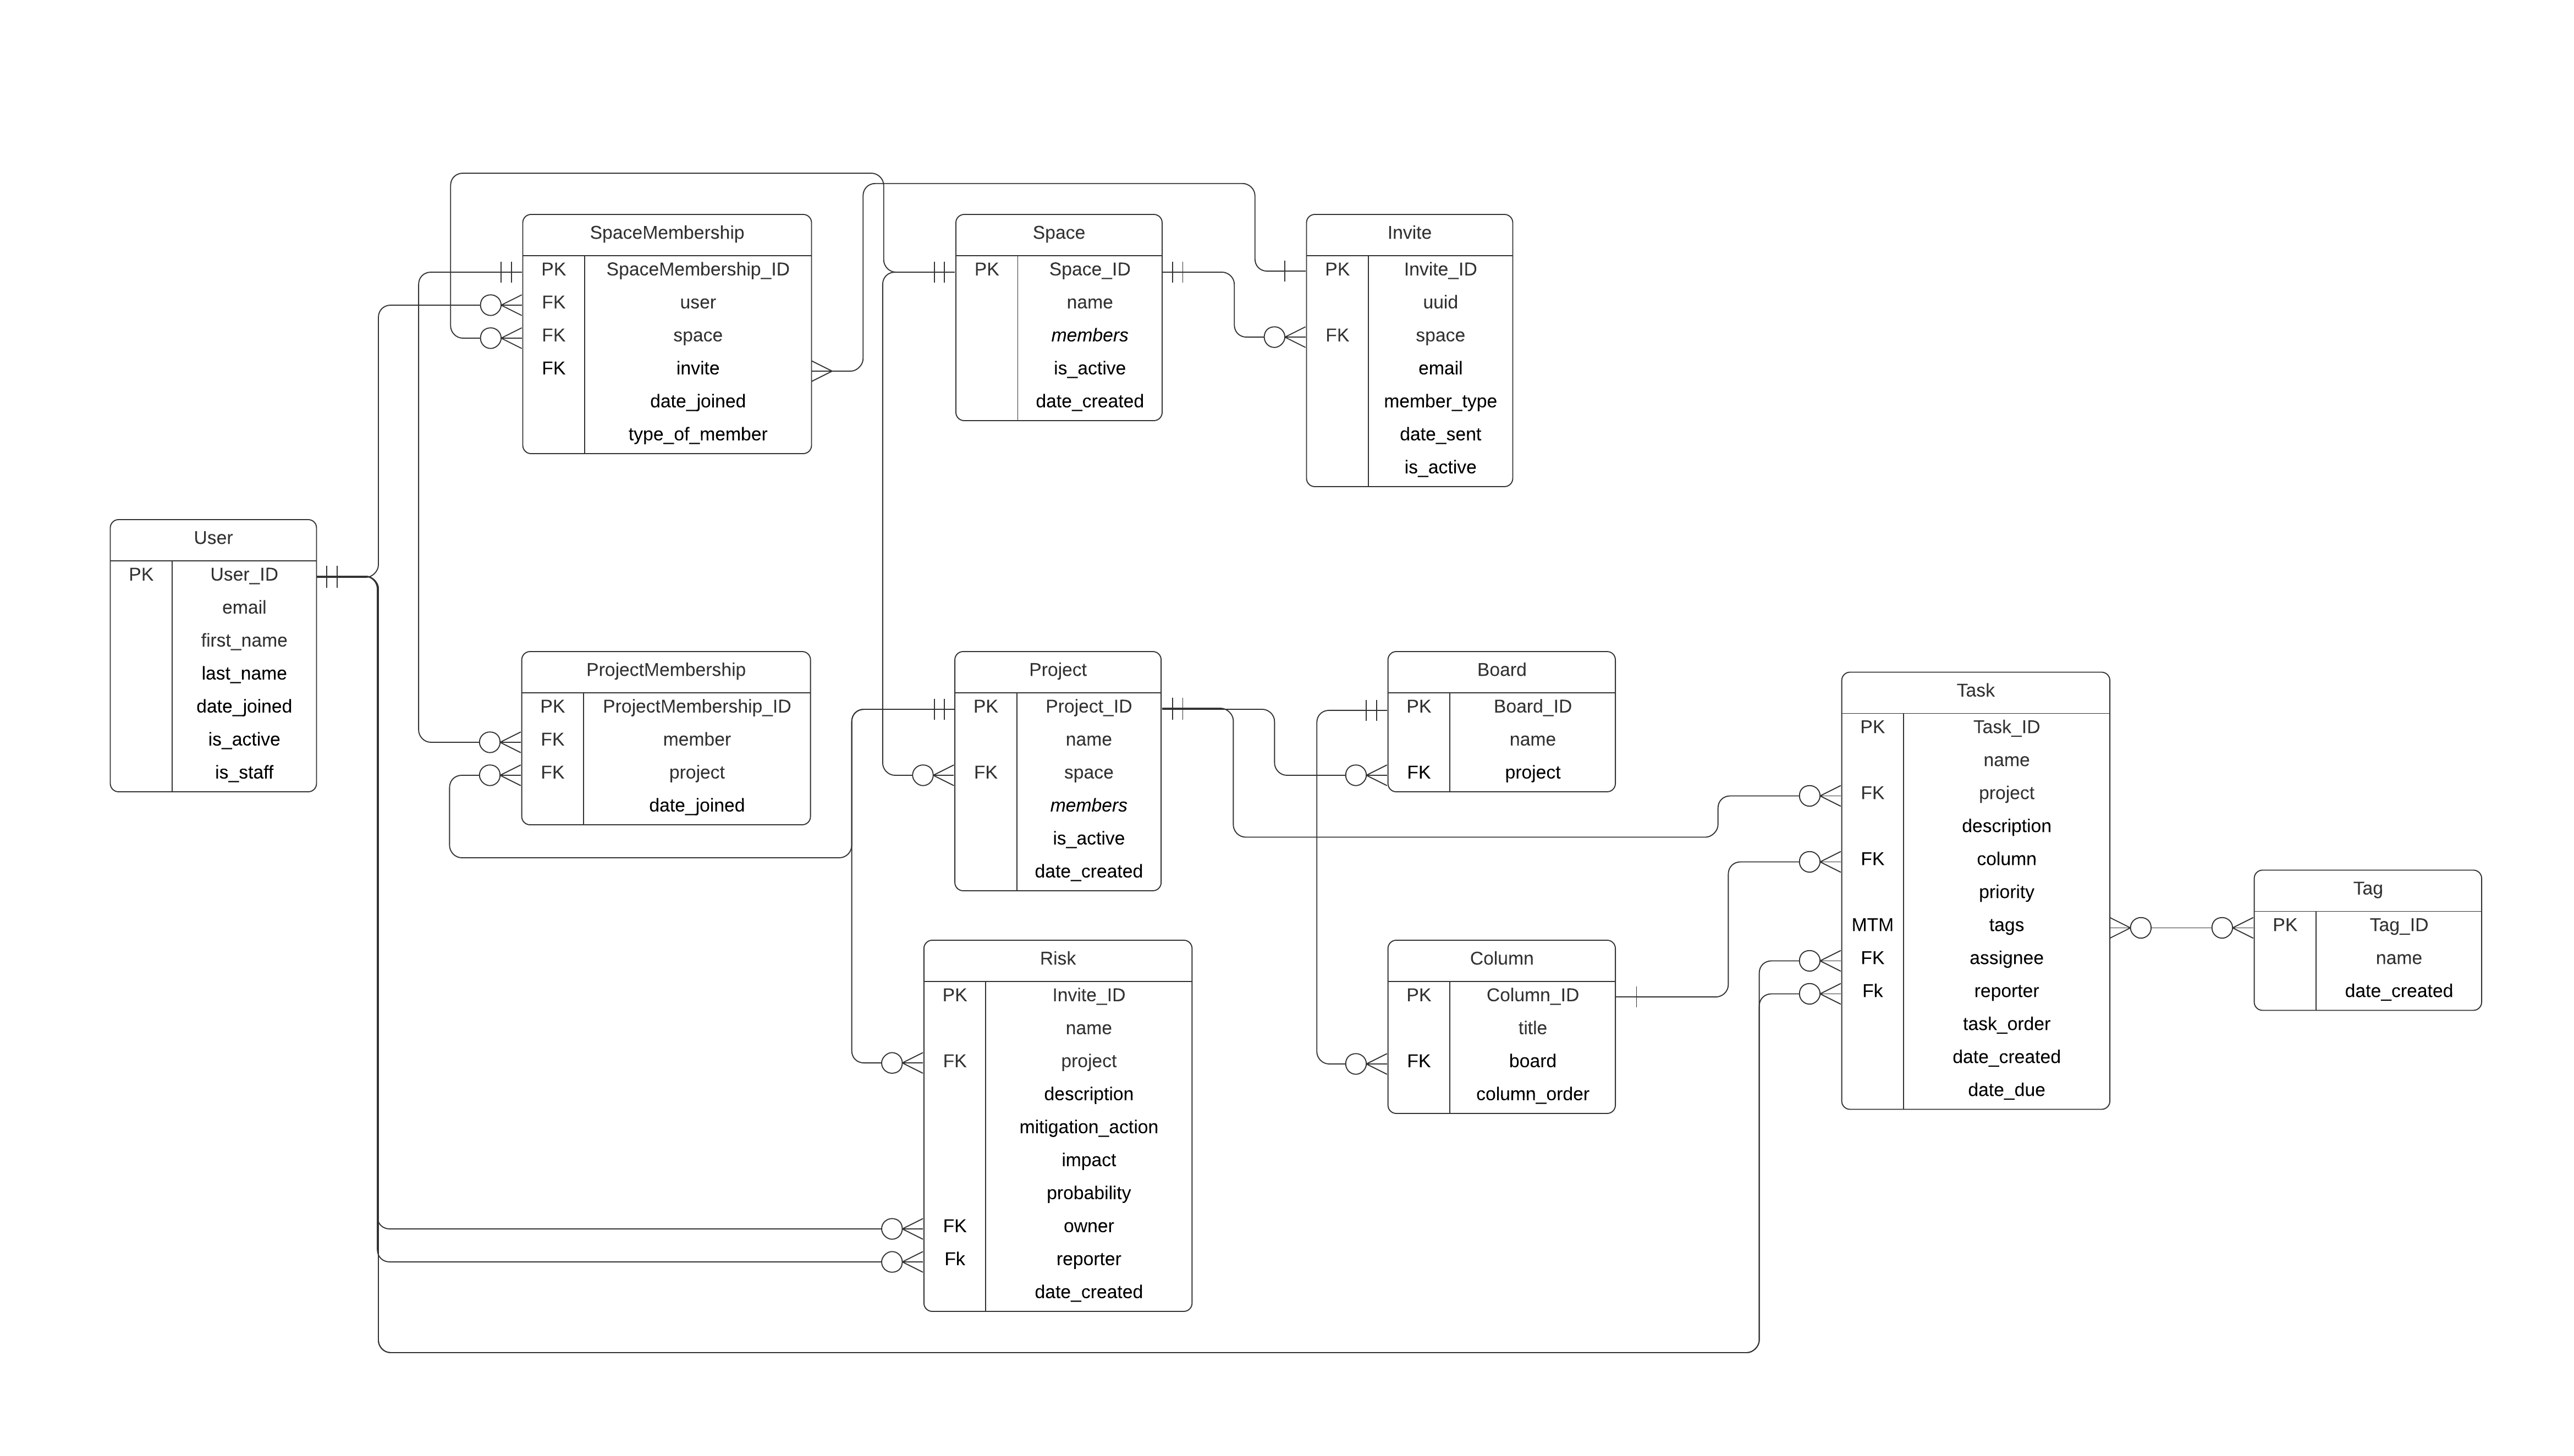 SpaceMembership
PK SpaceMembership_ID
FK user
FK space
FK invite
date_joined
type_of_member
Space
PK Space_ID
name
members
is_active
date_created
Invite
PK Invite_ID
uuid
FK space
email
member_type
date_sent
is_active
User
PK User_ID
email
first_name
last_name
date_joined
is_active
is_staff
ProjectMembership
PK ProjectMembership_ID
FK member
FK project
date_joined
Project
PK Project_ID
name
FK space
members
is_active
date_created
Board
PK Board_ID
name
FK project
Task
PK Task_ID
name
FK project
description
FK column
priority
MTM tags
FK assignee
Fk reporter
task_order
date_created
date_due
Tag
PK Tag_ID
name
date_created
Risk
PK Invite_ID
name
FK project
description
mitigation_action
impact
probability
FK owner
Fk reporter
date_created
Column
PK Column_ID
title
FK board
column_order